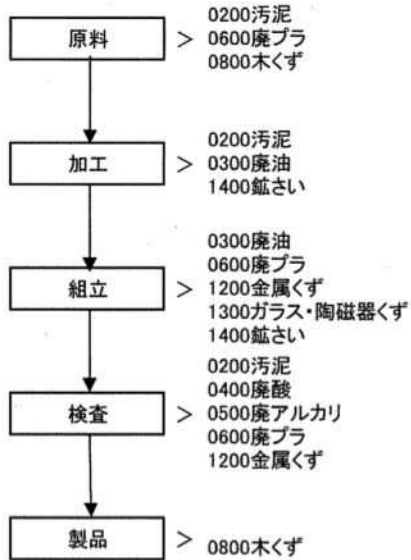 原料
>
0200汚泥
0600廃プラ
0800木くず
加工
>
0200汚泥
0300廃油
1400鉱さい
組立
>
0300廃油
0600廃プラ
1200金属くず
1300ガラス・陶磁器くず
1400鉱さい
検査
>
0200汚泥
0400廃酸
0500廃アルカリ
0600廃プラ
1200金属くず
製品
>
0800木くず